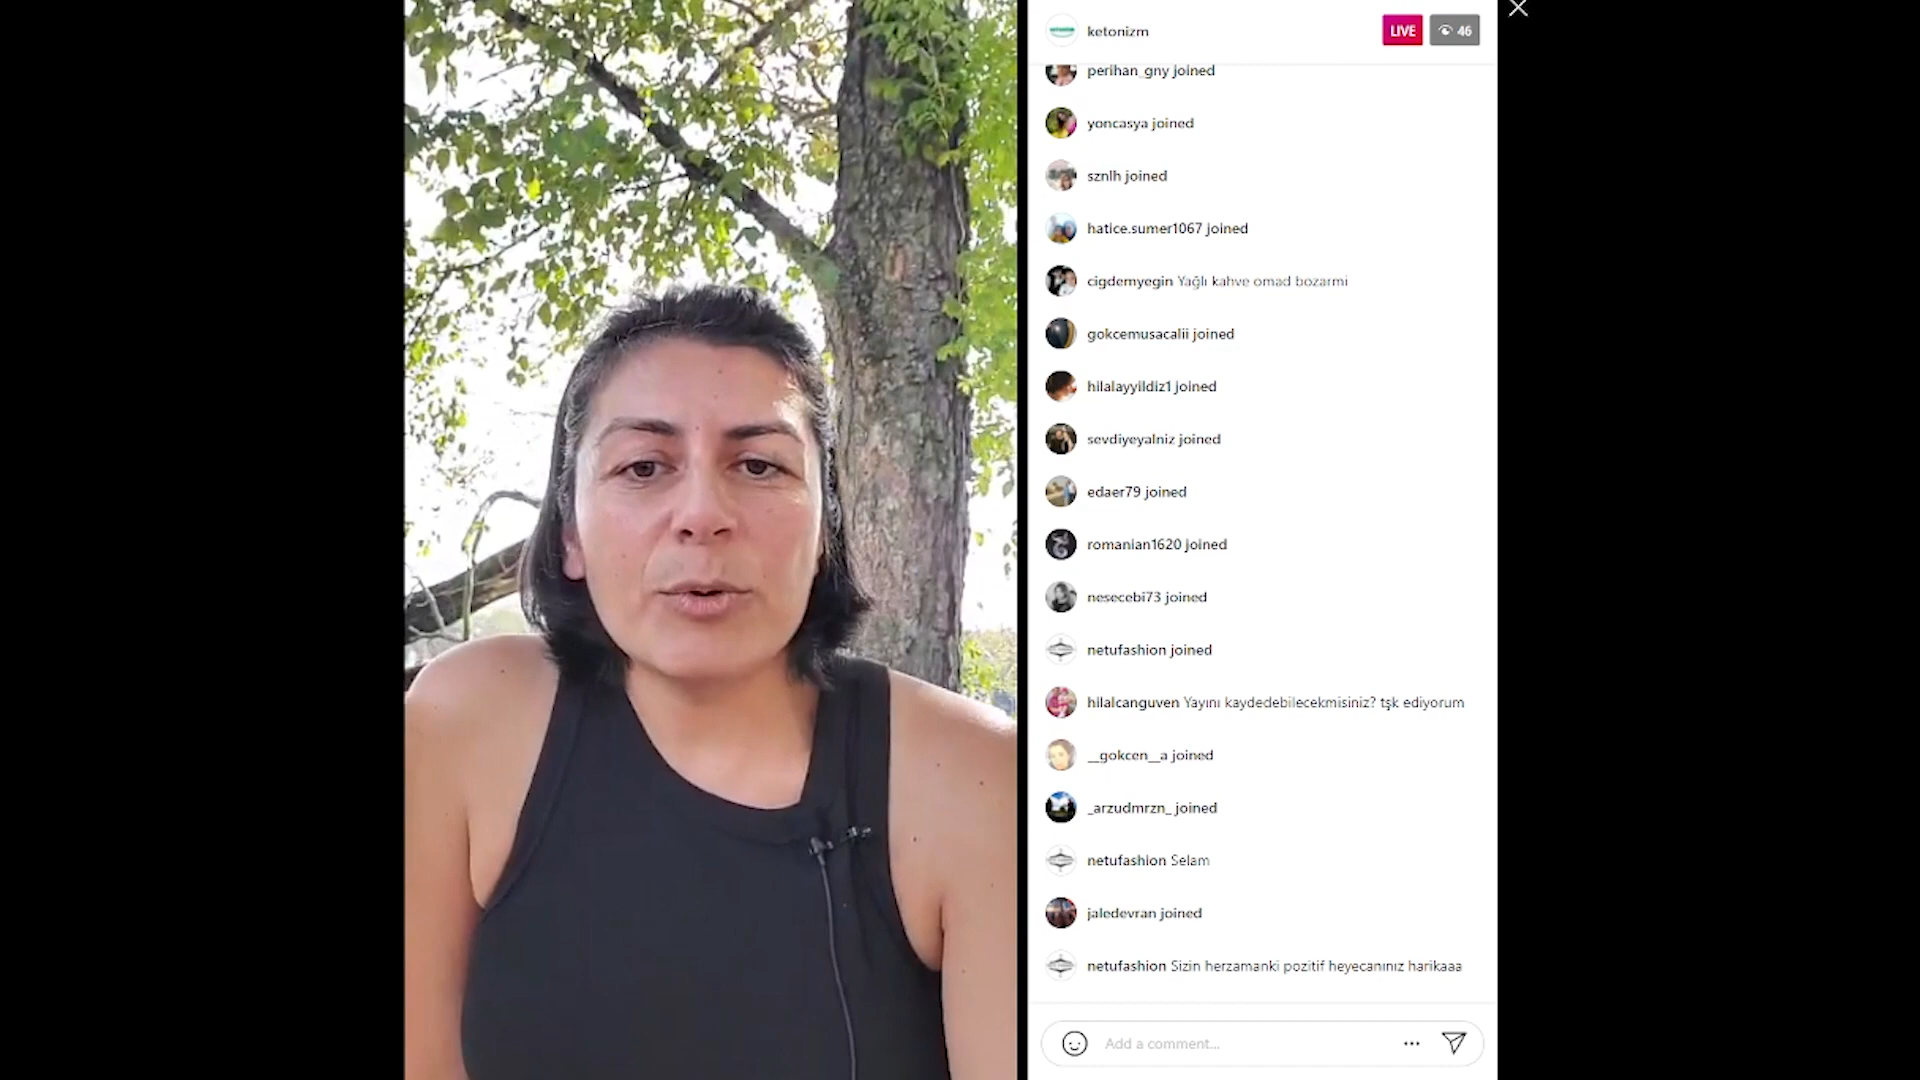 ketonizm
LIVE
46
perihan_gny joined
yoncasya joined
sznlh joined
hatice.sumer1067 joined
cigdemyegin Yağlı kahve omad bozarmi
gokcemusacalii joined
hilalayyildiz1 joined
sevdiyeyalniz joined
edaer79 joined
romanian1620 joined
nesecebi73 joined
netufashion joined
hilalcanguven Yayını kaydedebilecekmisiniz? tşk ediyorum
__gokcen__a joined
_arzudmrzn_ joined
netufashion Selam
jaledevran joined
netufashion Sizin herzamanki pozitif heyecanınız harikaaa
Add a comment...